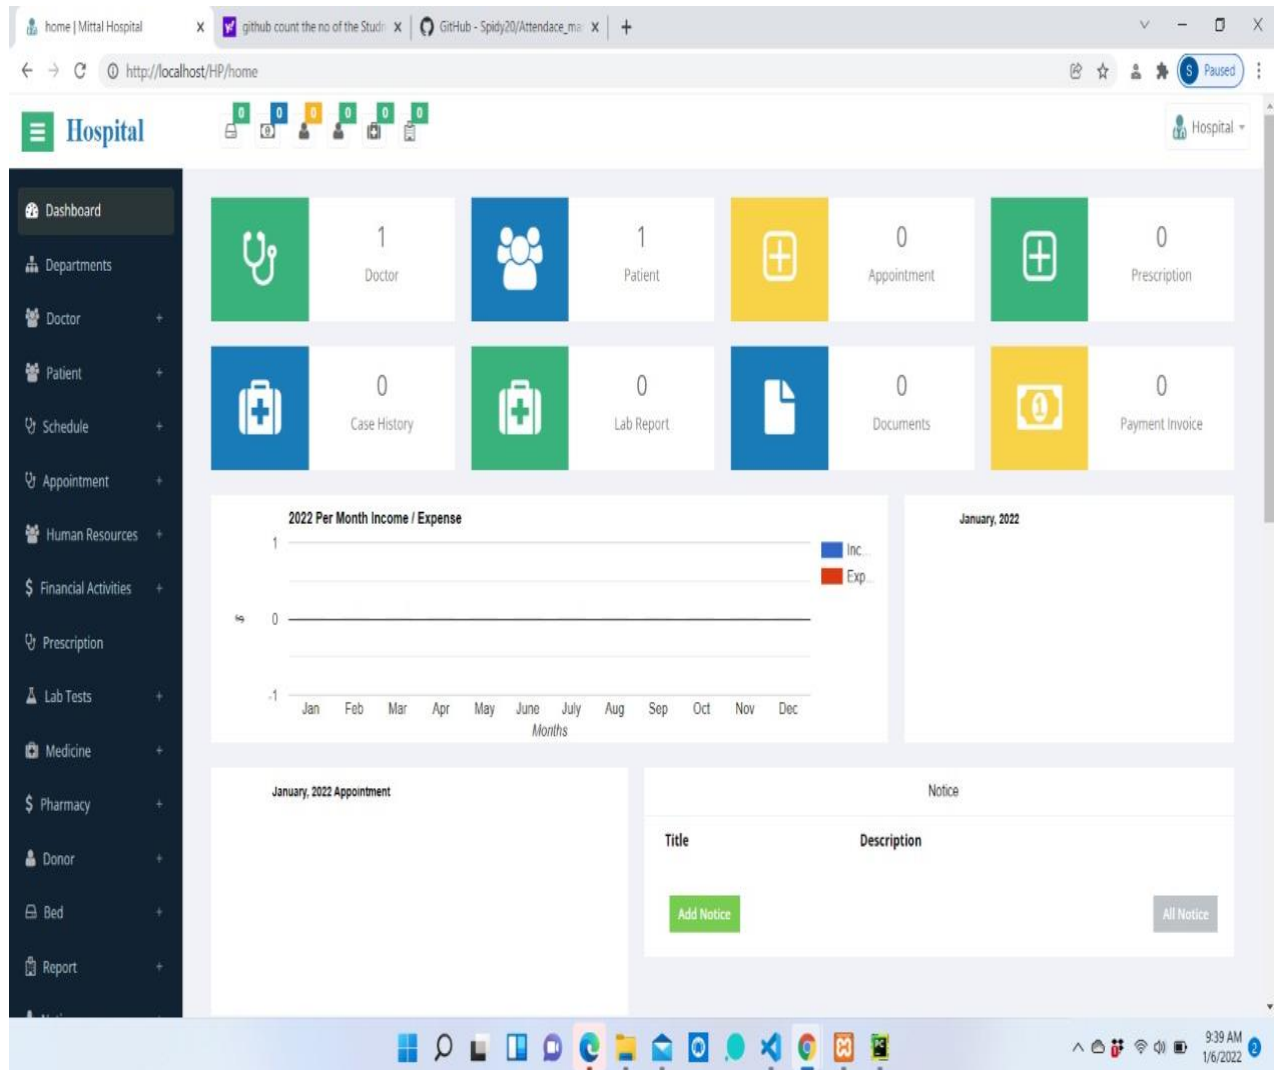 home | Mittal Hospital
github count the no of the Stud
GitHub - Spidy20/Attendace_ma
http://localhost/HP/home
S Paused
Hospital
0 0 0 0 0 0
Hospital
Dashboard
Departments
Doctor +
Patient +
Schedule +
Appointment +
Human Resources +
$ Financial Activities +
Prescription
Lab Tests +
Medicine +
$ Pharmacy +
Donor +
Bed +
Report +
1
Doctor
1
Patient
0
Appointment
0
Prescription
0
Case History
0
Lab Report
0
Documents
0
Payment Invoice
2022 Per Month Income / Expense
1
0
-1
$
Inc...
Exp...
Jan Feb Mar Apr May June July Aug Sep Oct Nov Dec
Months
January, 2022
January, 2022 Appointment
Notice
Title Description
Add Notice
All Notice
9:39 AM
1/6/2022
2